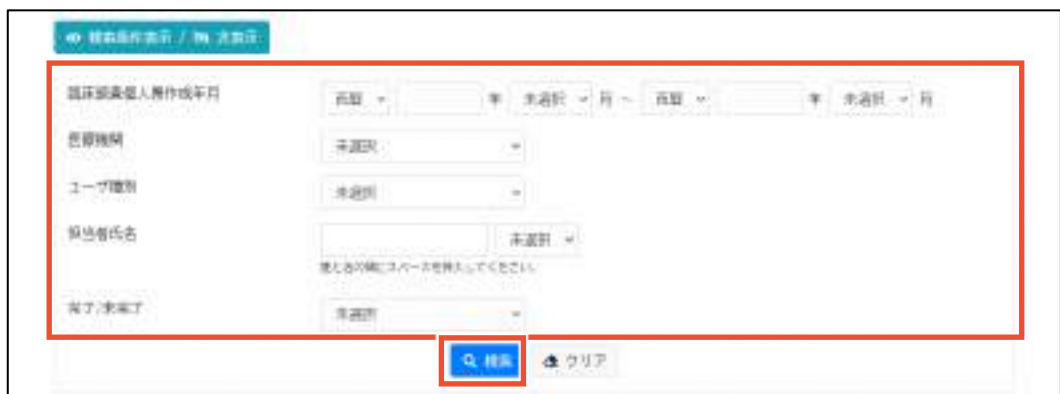 検索条件表示 / 非表示
臨床調査個人票作成年月 西暦 年 未選択 月 ~ 西暦 年 未選択 月
医療機関 未選択
ユーザ種別 未選択
担当者氏名 未選択
姓と名の間にスペースを挿入してください。
完了/未完了 未選択
検索 クリア